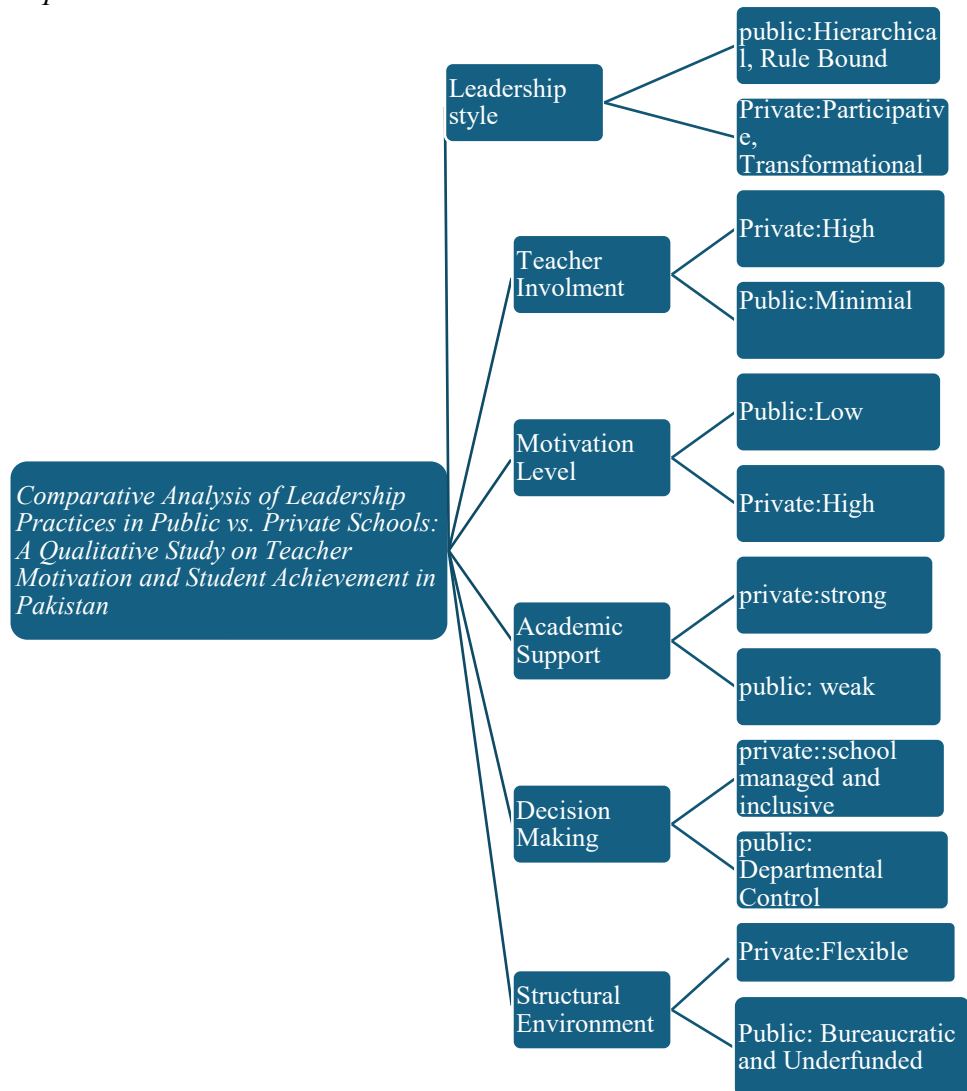 public:Hierarchica
l, Rule Bound
Leadership
style
Private:Participativ
e,
Transformational
Private:High
Teacher
Involment
Public:Minimial
Public:Low
Motivation
Level
Private:High
Comparative Analysis of Leadership
Practices in Public vs. Private Schools:
A Qualitative Study on Teacher
Motivation and Student Achievement in
Pakistan
private:strong
Academic
Support
public: weak
private::school
managed and
inclusive
Decision
Making
public:
Departmental
Control
Private:Flexible
Structural
Environment
Public: Bureaucratic
and Underfunded